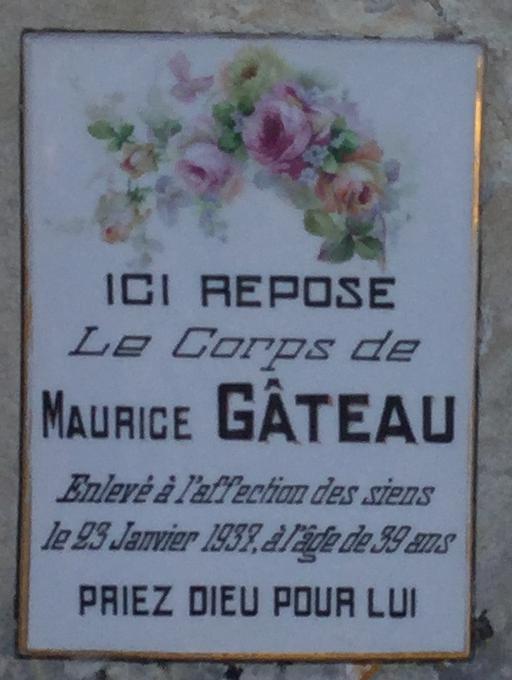 ICI REPOSE
Le Corps de
MAURICE GÂTEAU
Enlevé à l'affection des siens
le 23 Janvier 1937, à l'âge de 39 ans
PRIEZ DIEU POUR LUI